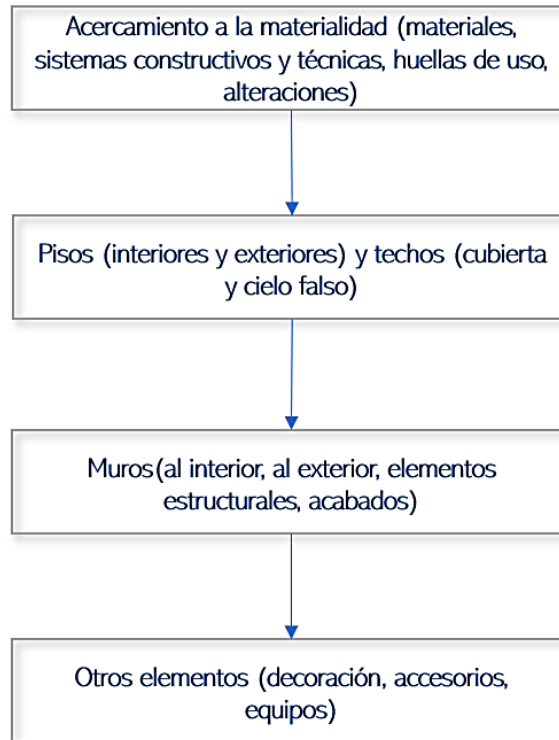 Acercamiento a la materialidad (materiales,
sistemas constructivos y técnicas, huellas de uso,
alteraciones)
Pisos (interiores y exteriores) y techos (cubierta
y cielo falso)
Muros(al interior, al exterior, elementos
estructurales, acabados)
Otros elementos (decoración, accesorios,
equipos)